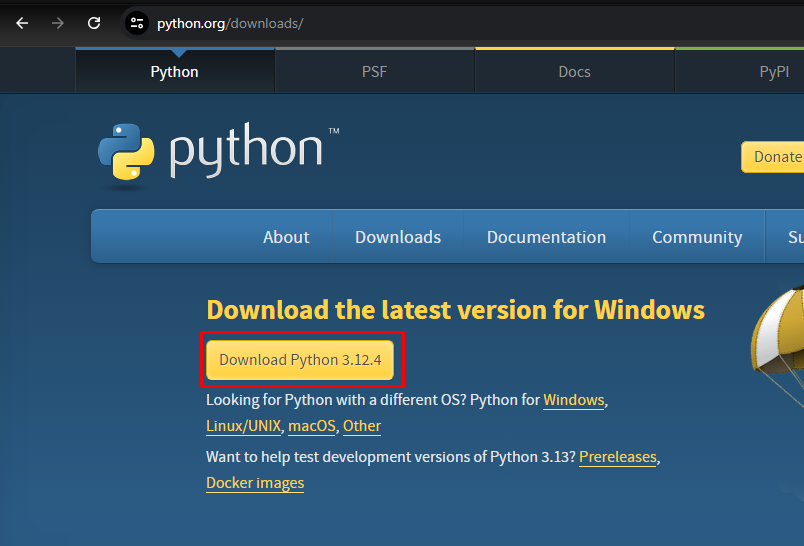 python.org/downloads/
Python PSF Docs PyPI
python™
Donate
About Downloads Documentation Community Su
Download the latest version for Windows
Download Python 3.12.4
Looking for Python with a different OS? Python for Windows,
Linux/UNIX, macOS, Other
Want to help test development versions of Python 3.13? Prereleases,
Docker images